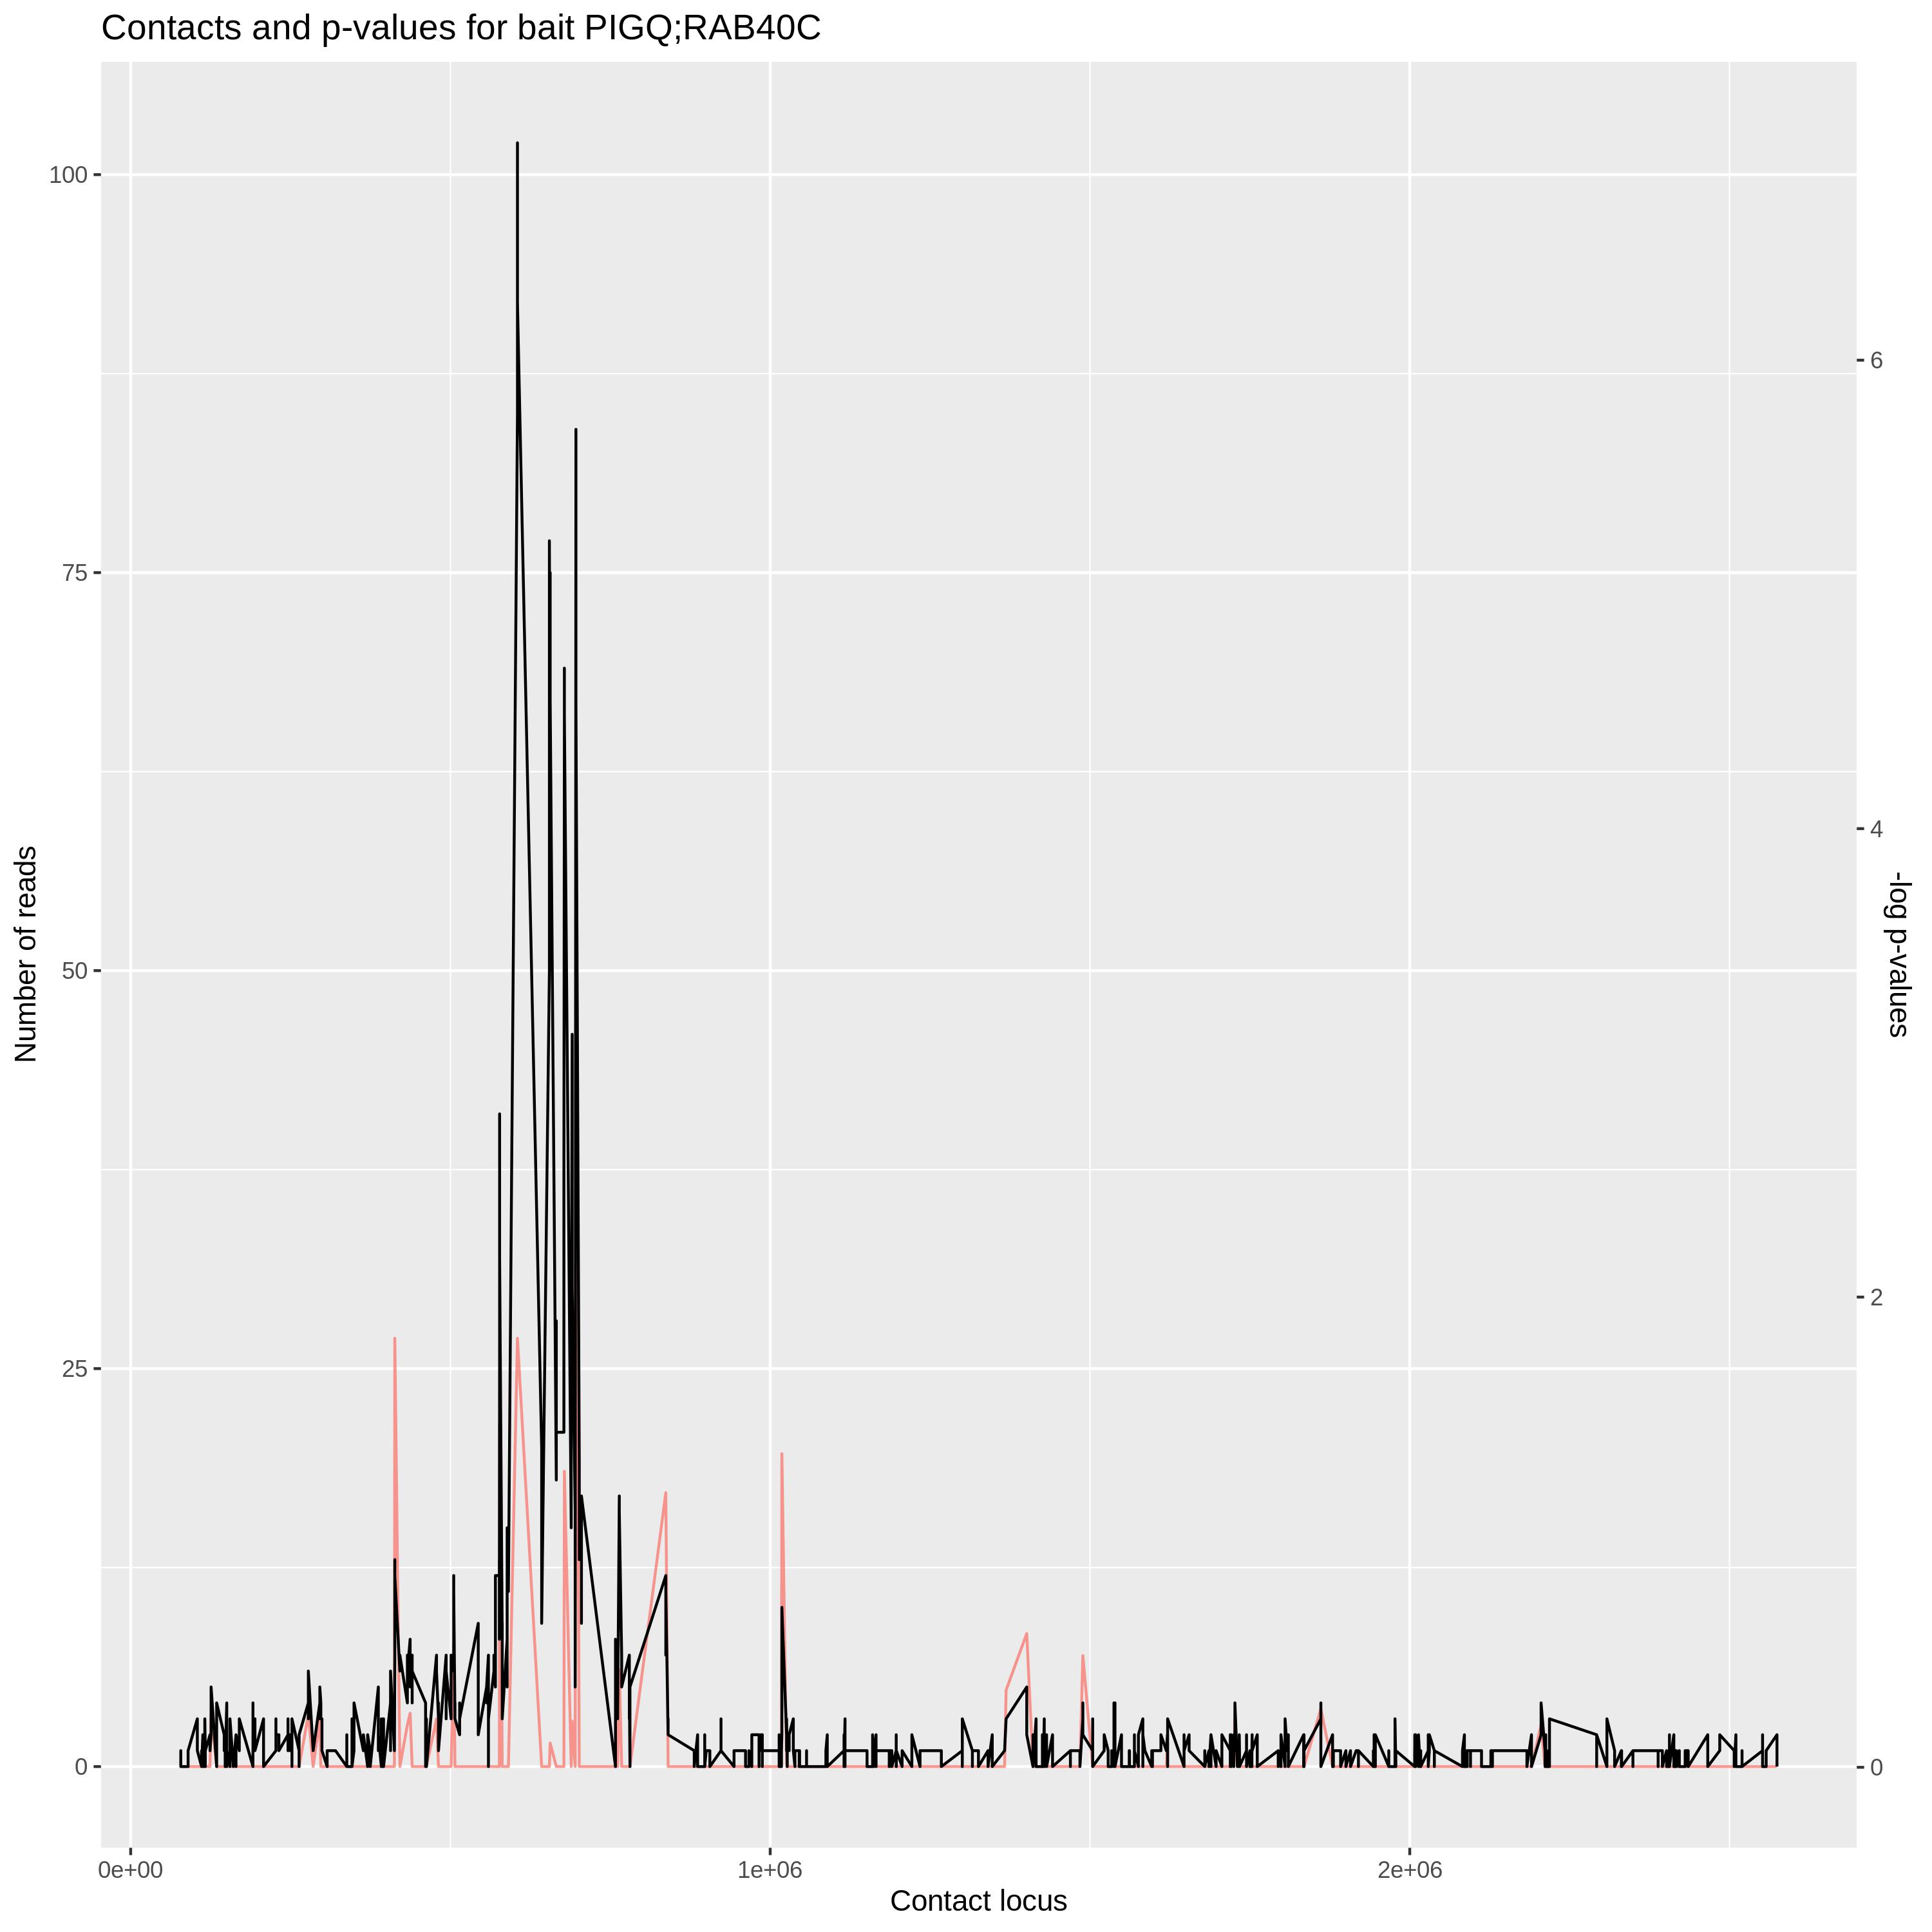 Contacts and p-values for bait PIGQ;RAB40C
100
75
50
25
0
Number of reads
6
4
2
0
-log p-values
0e+00
1e+06
2e+06
Contact locus